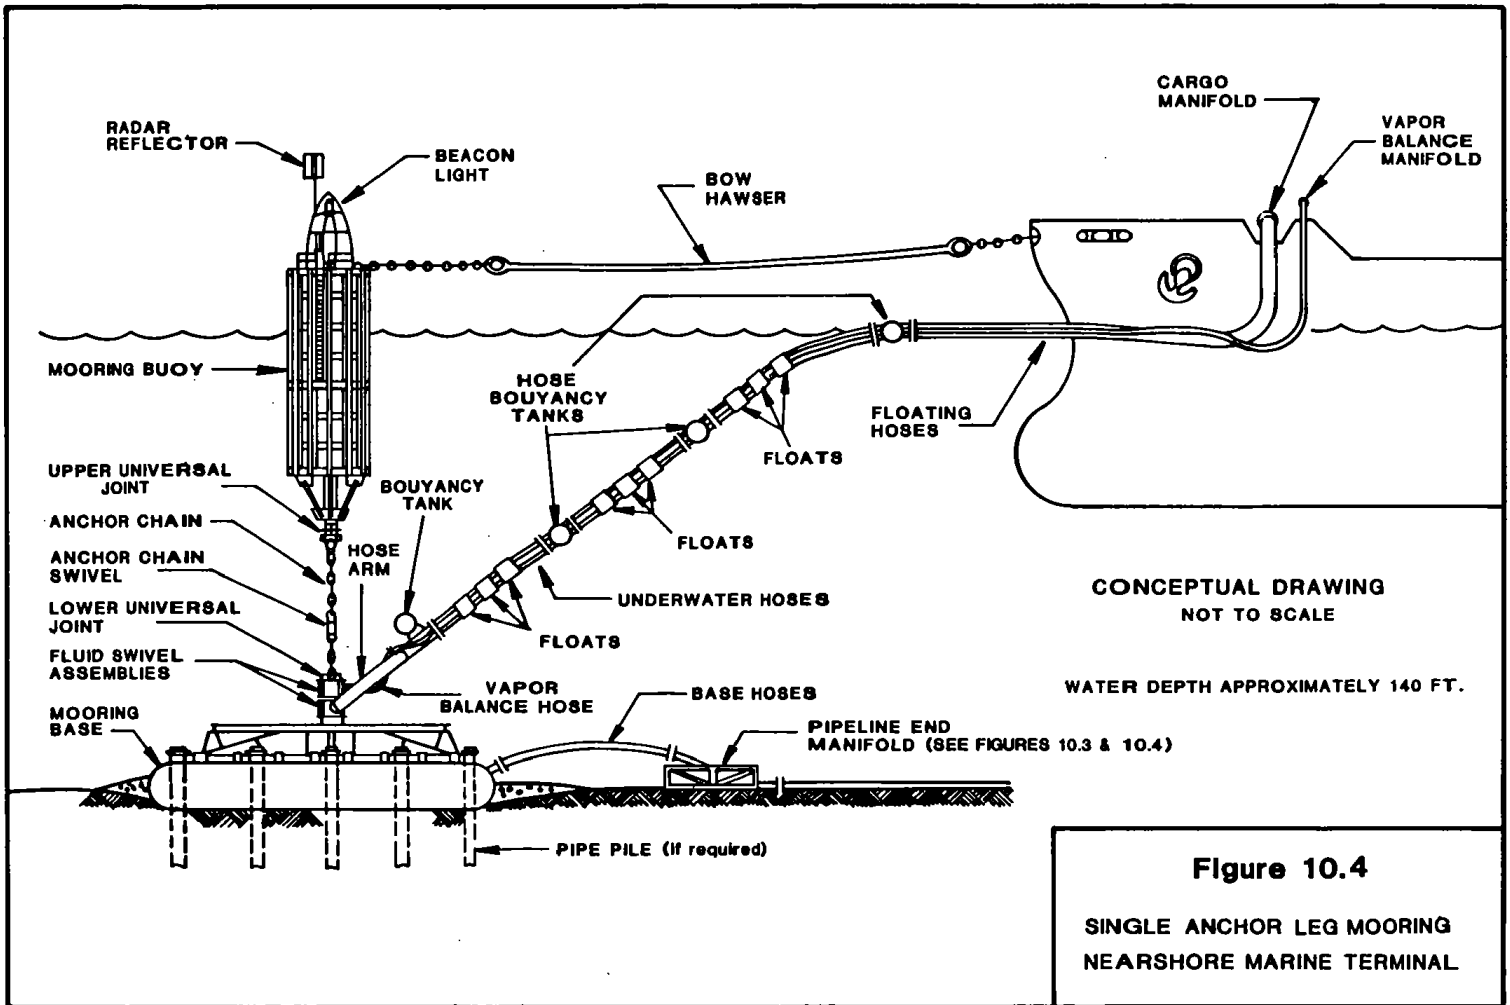 CARGO
MANIFOLD
VAPOR
BALANCE
MANIFOLD
RADAR
REFLECTOR
BEACON
LIGHT
BOW
HAWSER
MOORING BUOY
HOSE
BOUYANCY
TANKS
FLOATING
HOSES
FLOATS
UPPER UNIVERSAL
JOINT
BOUYANCY
TANK
ANCHOR CHAIN
HOSE
ARM
FLOATS
ANCHOR CHAIN
SWIVEL
CONCEPTUAL DRAWING
NOT TO SCALE
UNDERWATER HOSES
LOWER UNIVERSAL
JOINT
FLOATS
FLUID SWIVEL
ASSEMBLIES
VAPOR
BALANCE HOSE
BASE HOSES
WATER DEPTH APPROXIMATELY 140 FT.
MOORING
BASE
PIPELINE END
MANIFOLD (SEE FIGURES 10.3 & 10.4)
PIPE PILE (If required)
Figure 10.4
SINGLE ANCHOR LEG MOORING
NEARSHORE MARINE TERMINAL